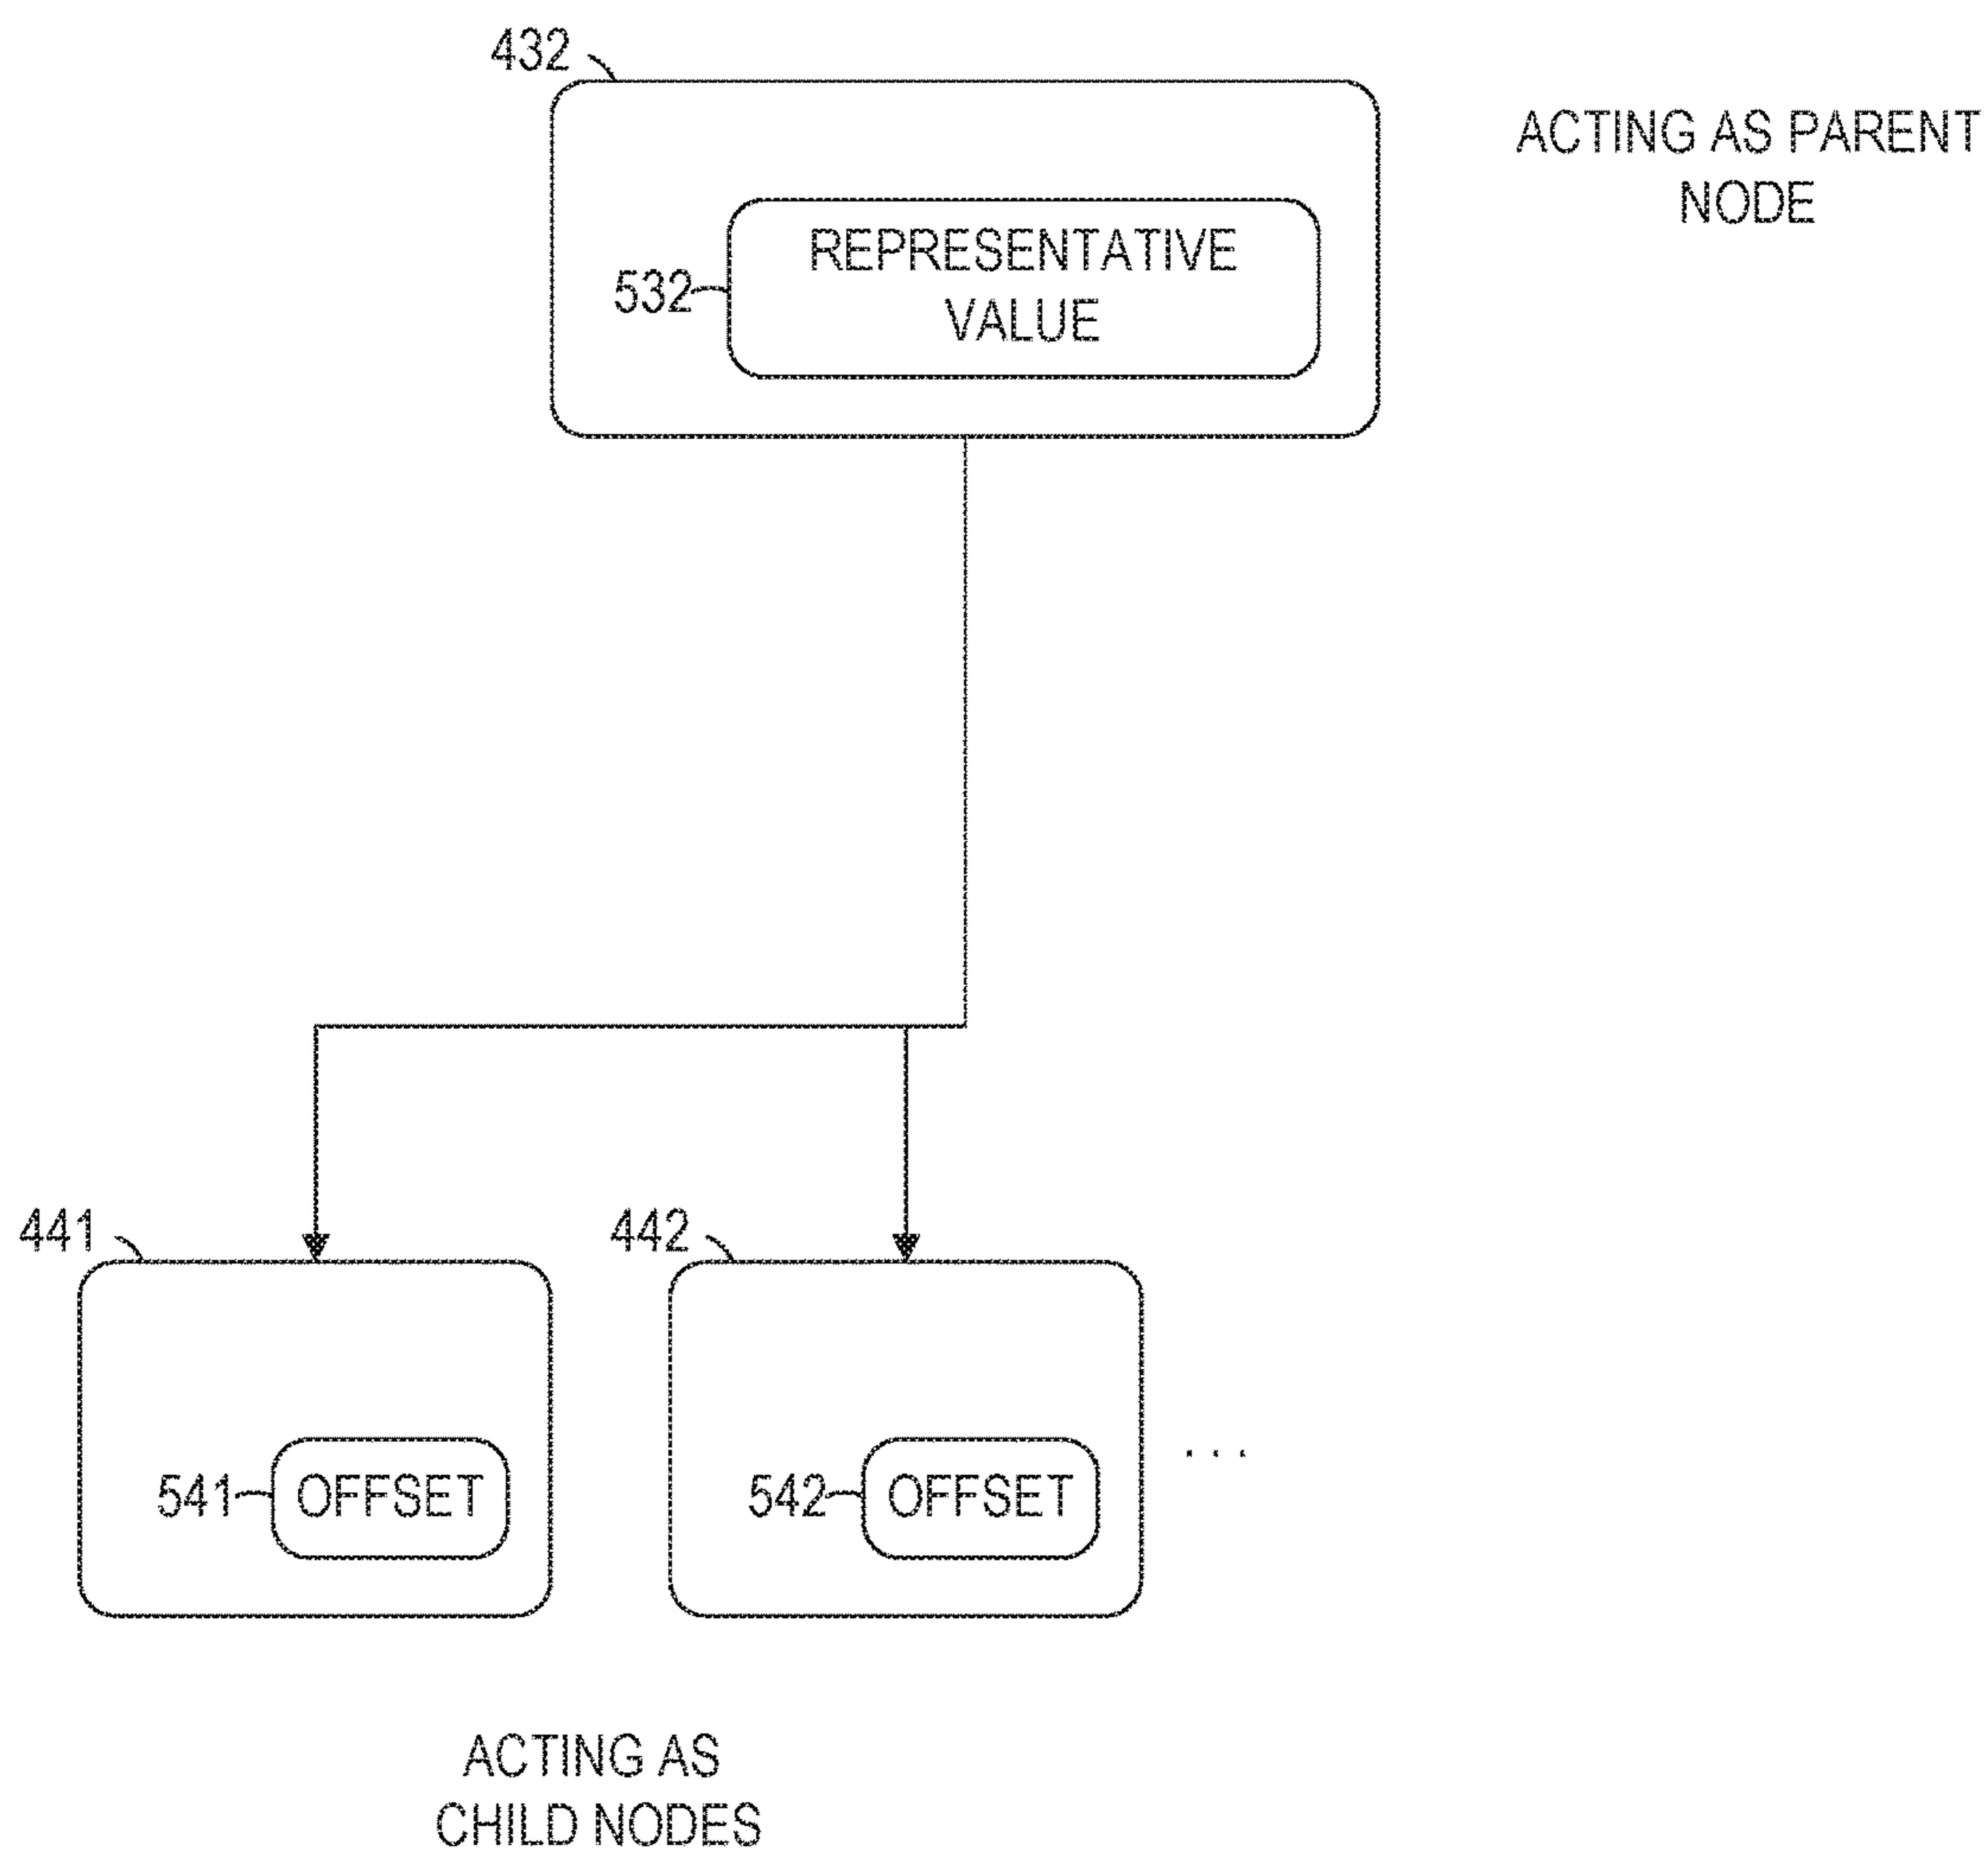 432
ACTING AS PARENT
NODE
REPRESENTATIVE
VALUE
532
441
442
541
OFFSET
542
OFFSET
...
ACTING AS
CHILD NODES